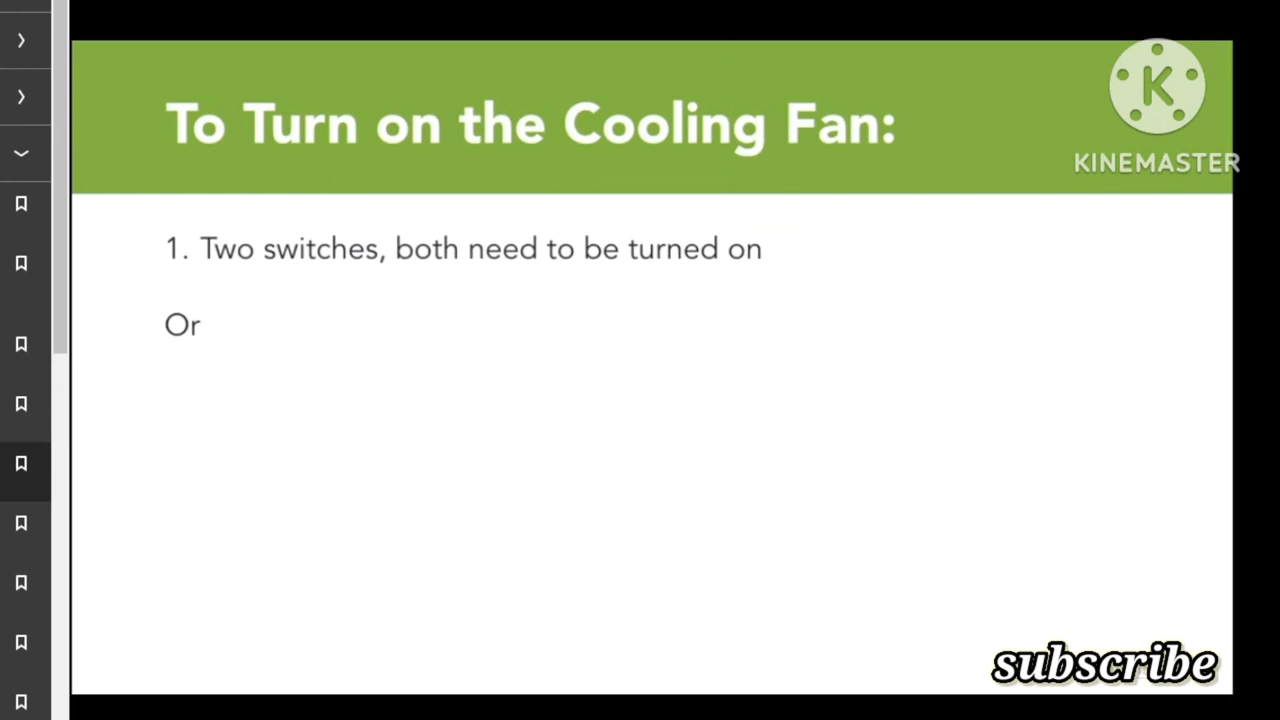 To Turn on the Cooling Fan:
K
KINEMASTER
1. Two switches, both need to be turned on
Or
subscribe